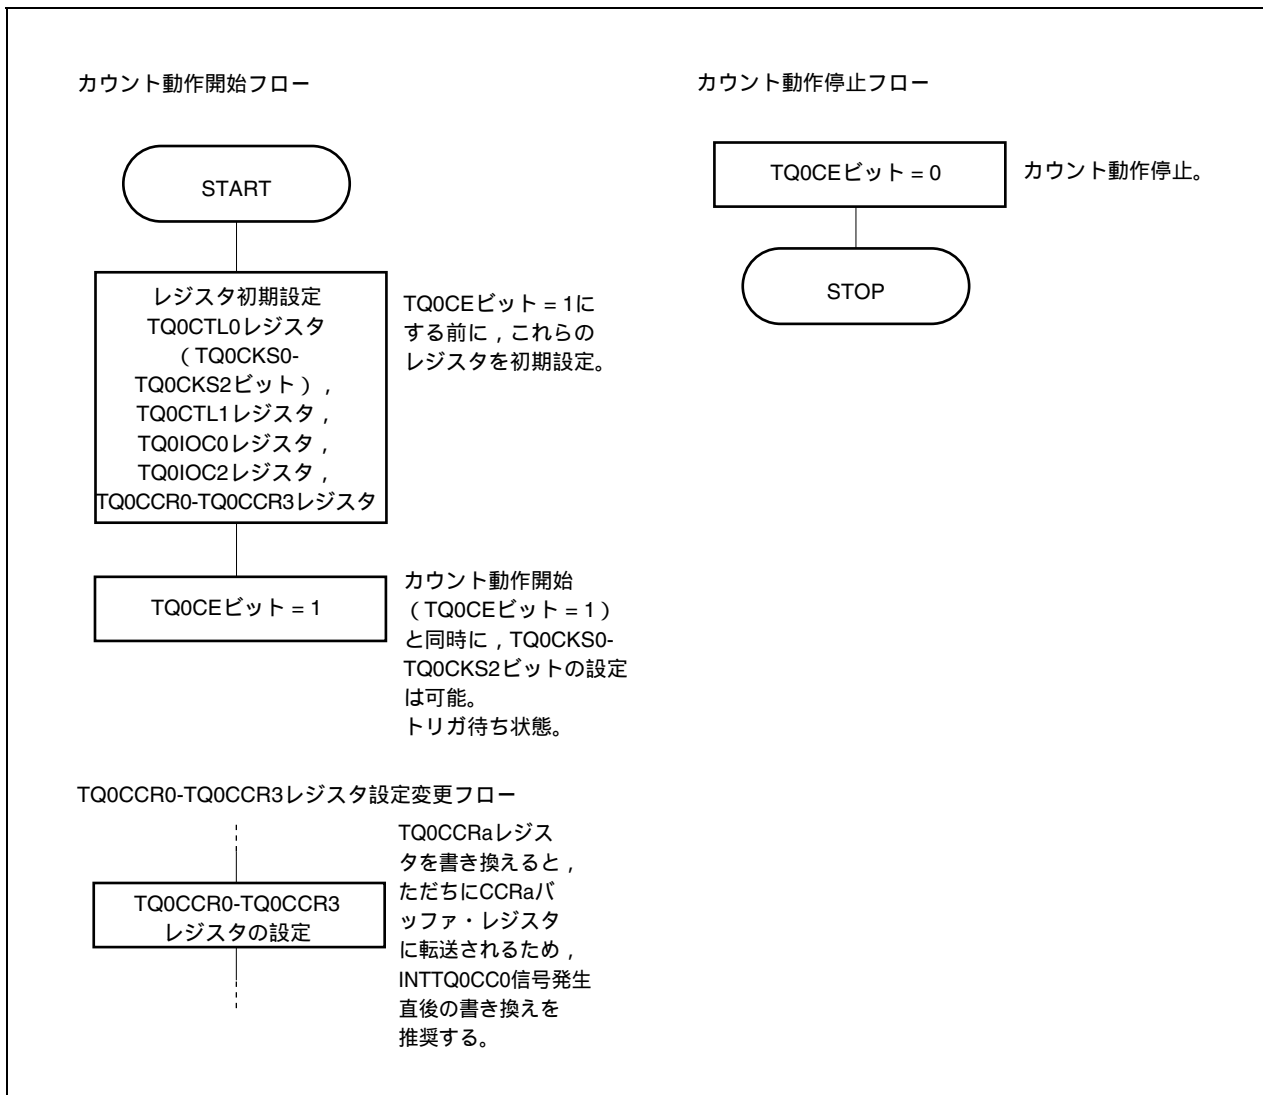 カウント動作開始フロー
START
レジスタ初期設定
TQ0CTL0レジスタ
（TQ0CKS0-
TQ0CKS2ビット），
TQ0CTL1レジスタ，
TQ0IOC0レジスタ，
TQ0IOC2レジスタ，
TQ0CCR0-TQ0CCR3レジスタ
TQ0CEビット = 1に
する前に，これらの
レジスタを初期設定。
TQ0CEビット = 1
カウント動作開始
（TQ0CEビット = 1）
と同時に，TQ0CKS0-
TQ0CKS2ビットの設定
は可能。
トリガ待ち状態。
TQ0CCR0-TQ0CCR3レジスタ設定変更フロー
TQ0CCR0-TQ0CCR3
レジスタの設定
TQ0CCRaレジス
タを書き換えると，
ただちにCCRaバ
ッファ・レジスタ
に転送されるため，
INTTQ0CC0信号発生
直後の書き換えを
推奨する。
カウント動作停止フロー
TQ0CEビット = 0
カウント動作停止。
STOP